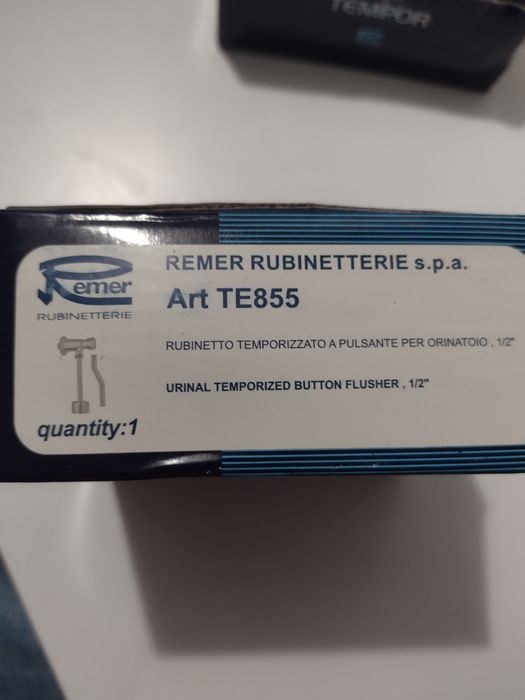 TEMPOR
REMER RUBINETTERIE s.p.a.
Remer
Art TE855
RUBINETTERIE
RUBINETTO TEMPORIZZATO A PULSANTE PER ORINATOIO , 1/2"
URINAL TEMPORIZED BUTTON FLUSHER , 1/2"
quantity:1